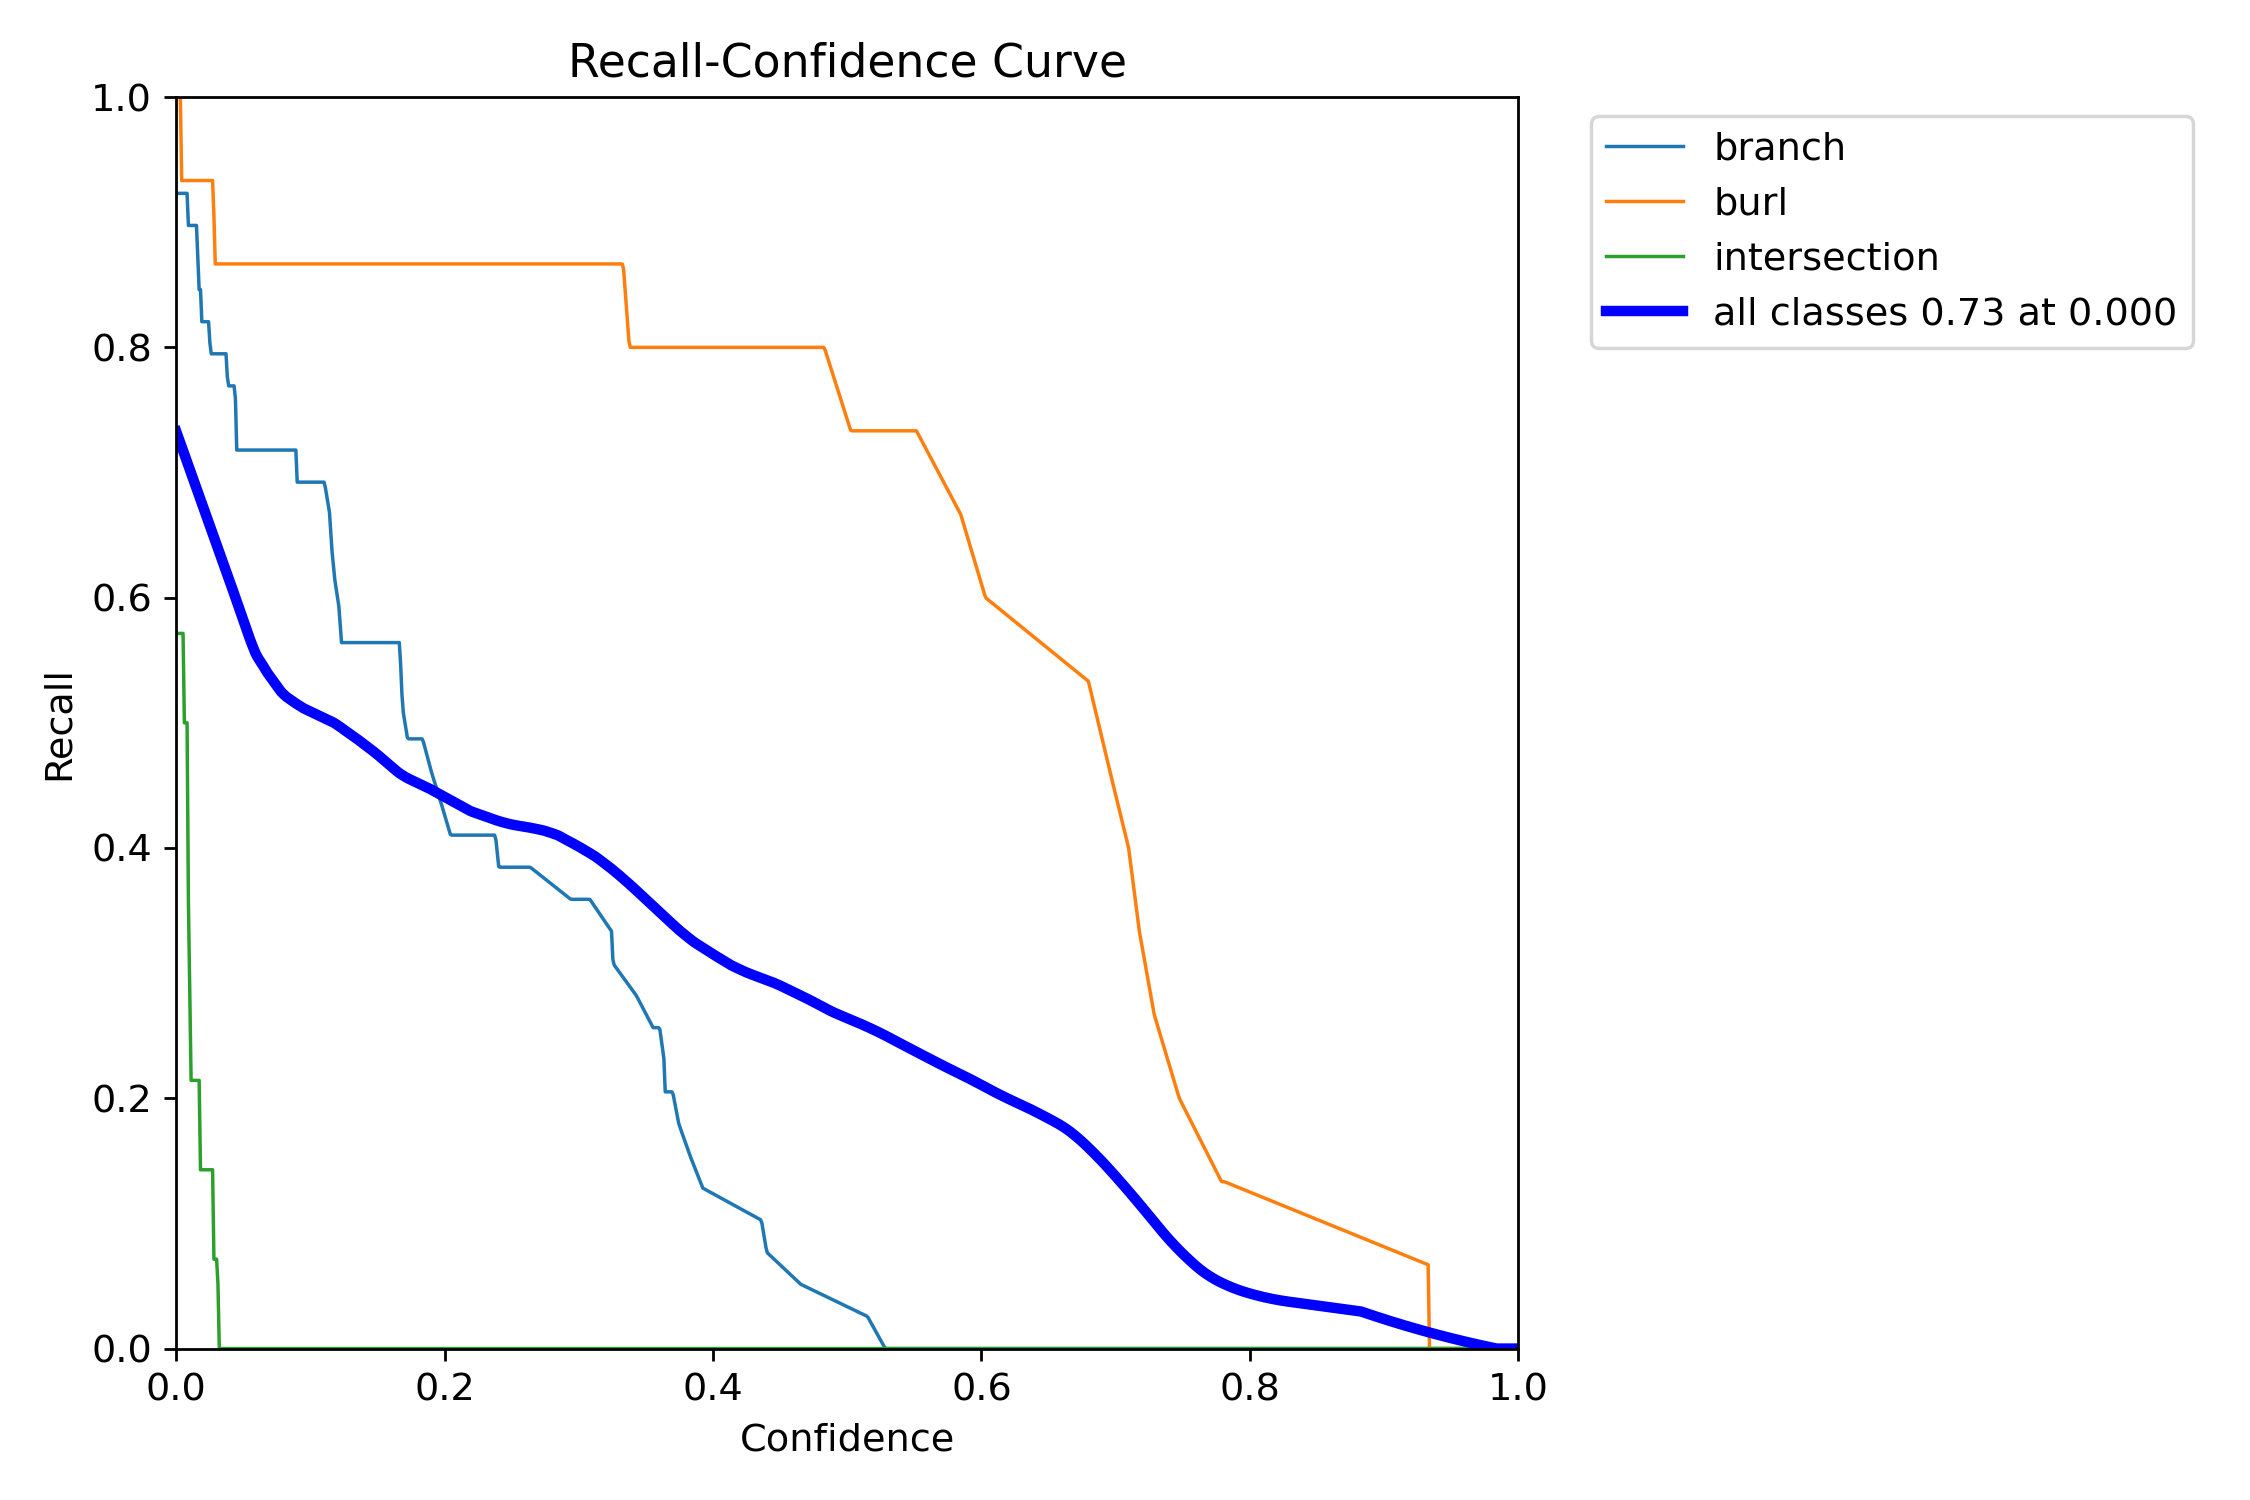 Recall-Confidence Curve
1.0
0.8
0.6
0.4
0.2
0.0
Recall
0.0 0.2 0.4 0.6 0.8 1.0
Confidence
branch
burl
intersection
all classes 0.73 at 0.000